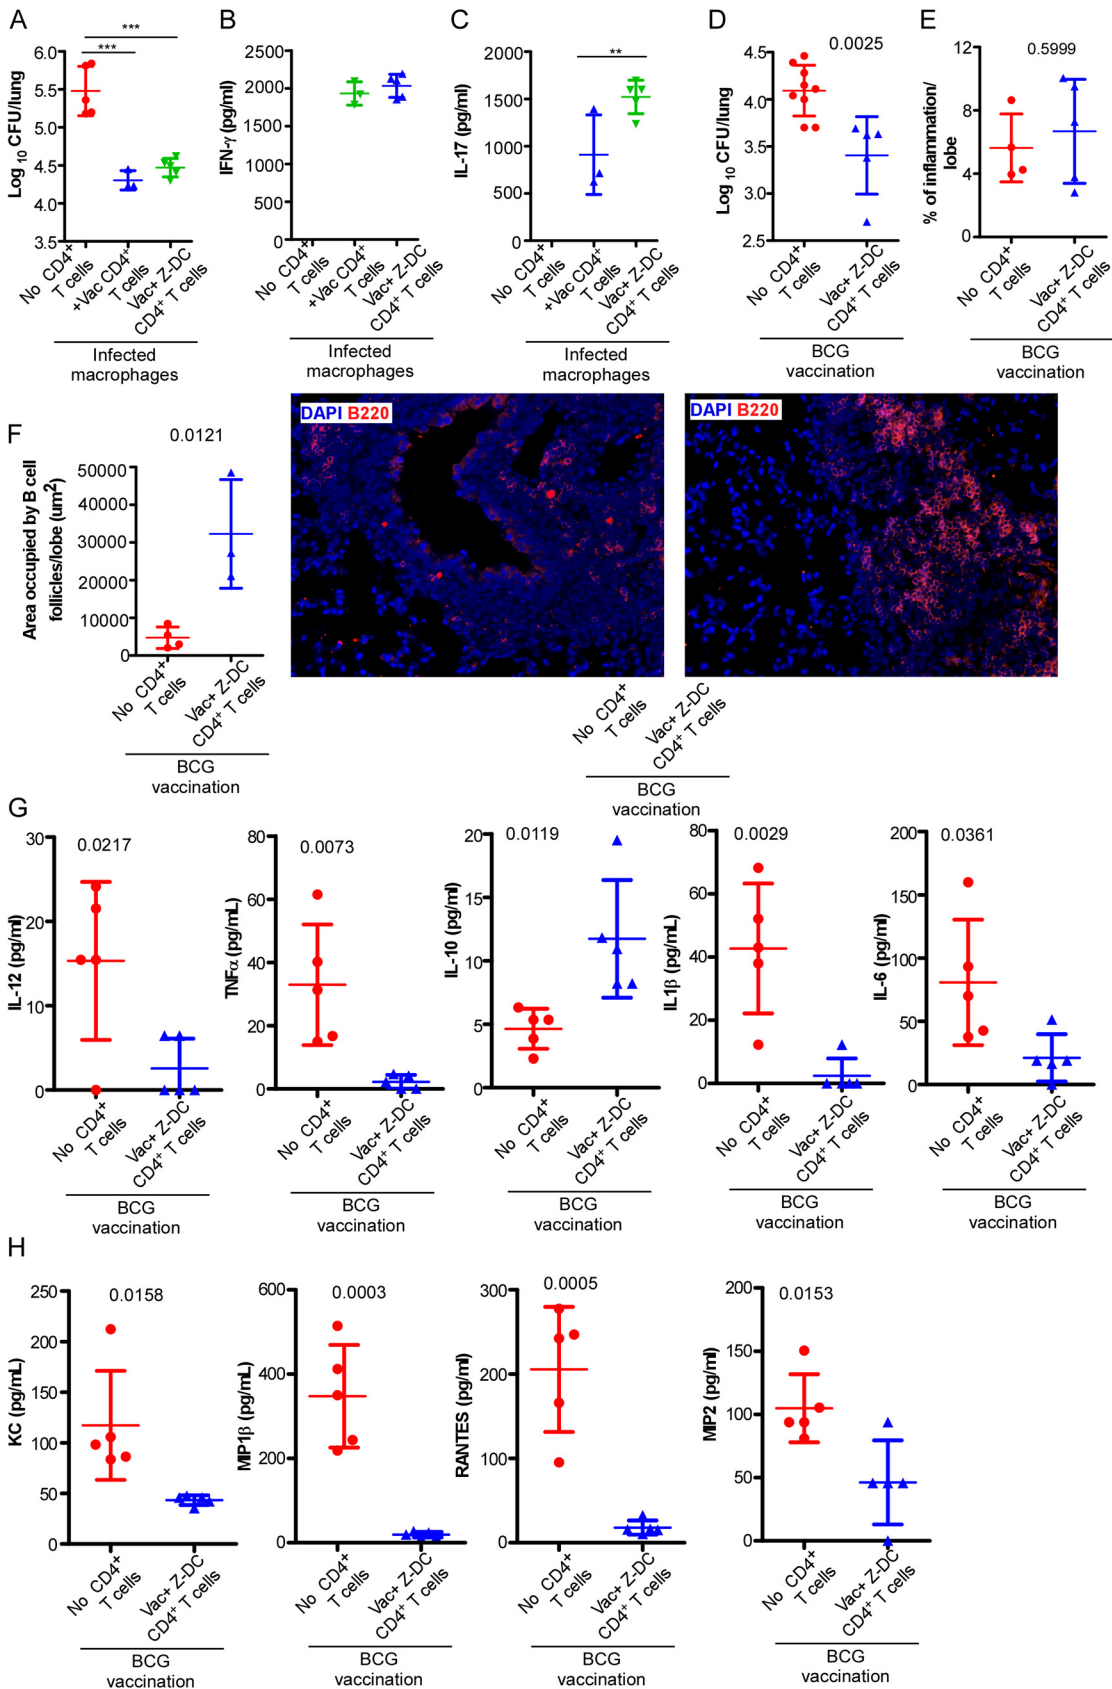 A
***
***
Log 10 CFU/lung
6.0
5.5
5.0
4.5
4.0
3.5
No CD4+
T cells
+Vac CD4+
T cells
Vac+ Z-DC
CD4+ T cells
Infected
macrophages
B
IFN-γ (pg/ml)
2500
2000
1500
1000
500
0
No CD4+
T cells
+Vac CD4+
T cells
Vac+ Z-DC
CD4+ T cells
Infected
macrophages
C
**
IL-17 (pg/ml)
2000
1500
1000
500
0
No CD4+
T cells
+Vac CD4+
T cells
Vac+ Z-DC
CD4+ T cells
Infected
macrophages
D
0.0025
Log 10 CFU/lung
4.5
4.0
3.5
3.0
2.5
No CD4+
T cells
Vac+ Z-DC
CD4+ T cells
BCG
vaccination
E
0.5999
% of inflammation/
lobe
12
8
4
0
No CD4+
T cells
Vac+ Z-DC
CD4+ T cells
BCG
vaccination
F
0.0121
Area occupied by B cell
follicles/lobe (um2)
50000
40000
30000
20000
10000
0
No CD4+
T cells
Vac+ Z-DC
CD4+ T cells
BCG
vaccination
DAPI B220
DAPI B220
No CD4+
T cells
Vac+ Z-DC
CD4+ T cells
BCG
vaccination
G
0.0217
IL-12 (pg/ml)
30
20
10
0
No CD4+
T cells
Vac+ Z-DC
CD4+ T cells
BCG
vaccination
0.0073
TNFα (pg/mL)
80
60
40
20
0
No CD4+
T cells
Vac+ Z-DC
CD4+ T cells
BCG
vaccination
0.0119
IL-10 (pg/ml)
20
15
10
5
0
No CD4+
T cells
Vac+ Z-DC
CD4+ T cells
BCG
vaccination
0.0029
IL1β (pg/mL)
80
60
40
20
0
No CD4+
T cells
Vac+ Z-DC
CD4+ T cells
BCG
vaccination
0.0361
IL-6 (pg/ml)
200
150
100
50
0
No CD4+
T cells
Vac+ Z-DC
CD4+ T cells
BCG
vaccination
H
0.0158
KC (pg/mL)
250
200
150
100
50
0
No CD4+
T cells
Vac+ Z-DC
CD4+ T cells
BCG
vaccination
0.0003
MIP1β (pg/mL)
600
400
200
0
No CD4+
T cells
Vac+ Z-DC
CD4+ T cells
BCG
vaccination
0.0005
RANTES (pg/ml)
300
200
100
0
No CD4+
T cells
Vac+ Z-DC
CD4+ T cells
BCG
vaccination
0.0153
MIP2 (pg/ml)
200
150
100
50
0
No CD4+
T cells
Vac+ Z-DC
CD4+ T cells
BCG
vaccination